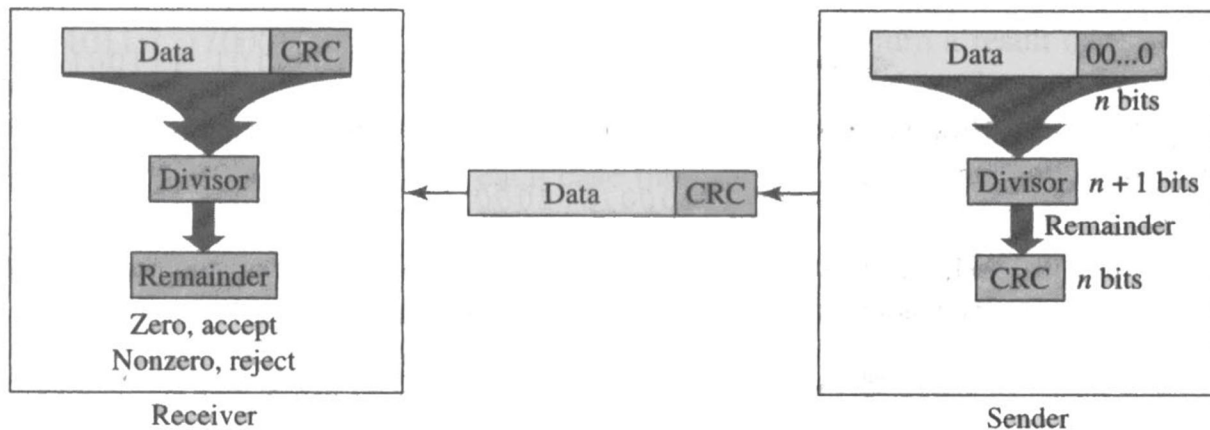 Data CRC
Divisor
Remainder
Zero, accept
Nonzero, reject
Receiver
Data CRC
Data 00...0
n bits
Divisor n + 1 bits
Remainder
CRC n bits
Sender